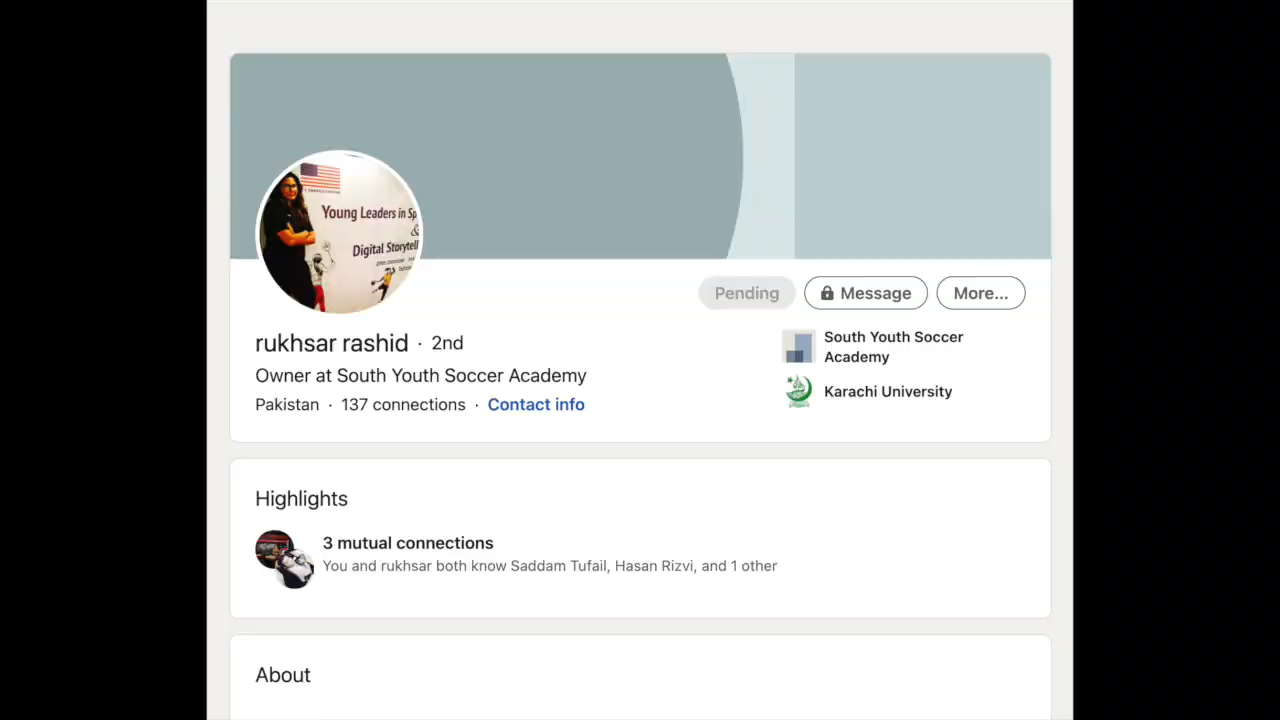 Young Leaders in Sp
&
Digital Storytell
Pending
Message
More...
rukhsar rashid · 2nd
South Youth Soccer
Academy
Owner at South Youth Soccer Academy
Karachi University
Pakistan · 137 connections · Contact info
Highlights
3 mutual connections
You and rukhsar both know Saddam Tufail, Hasan Rizvi, and 1 other
About